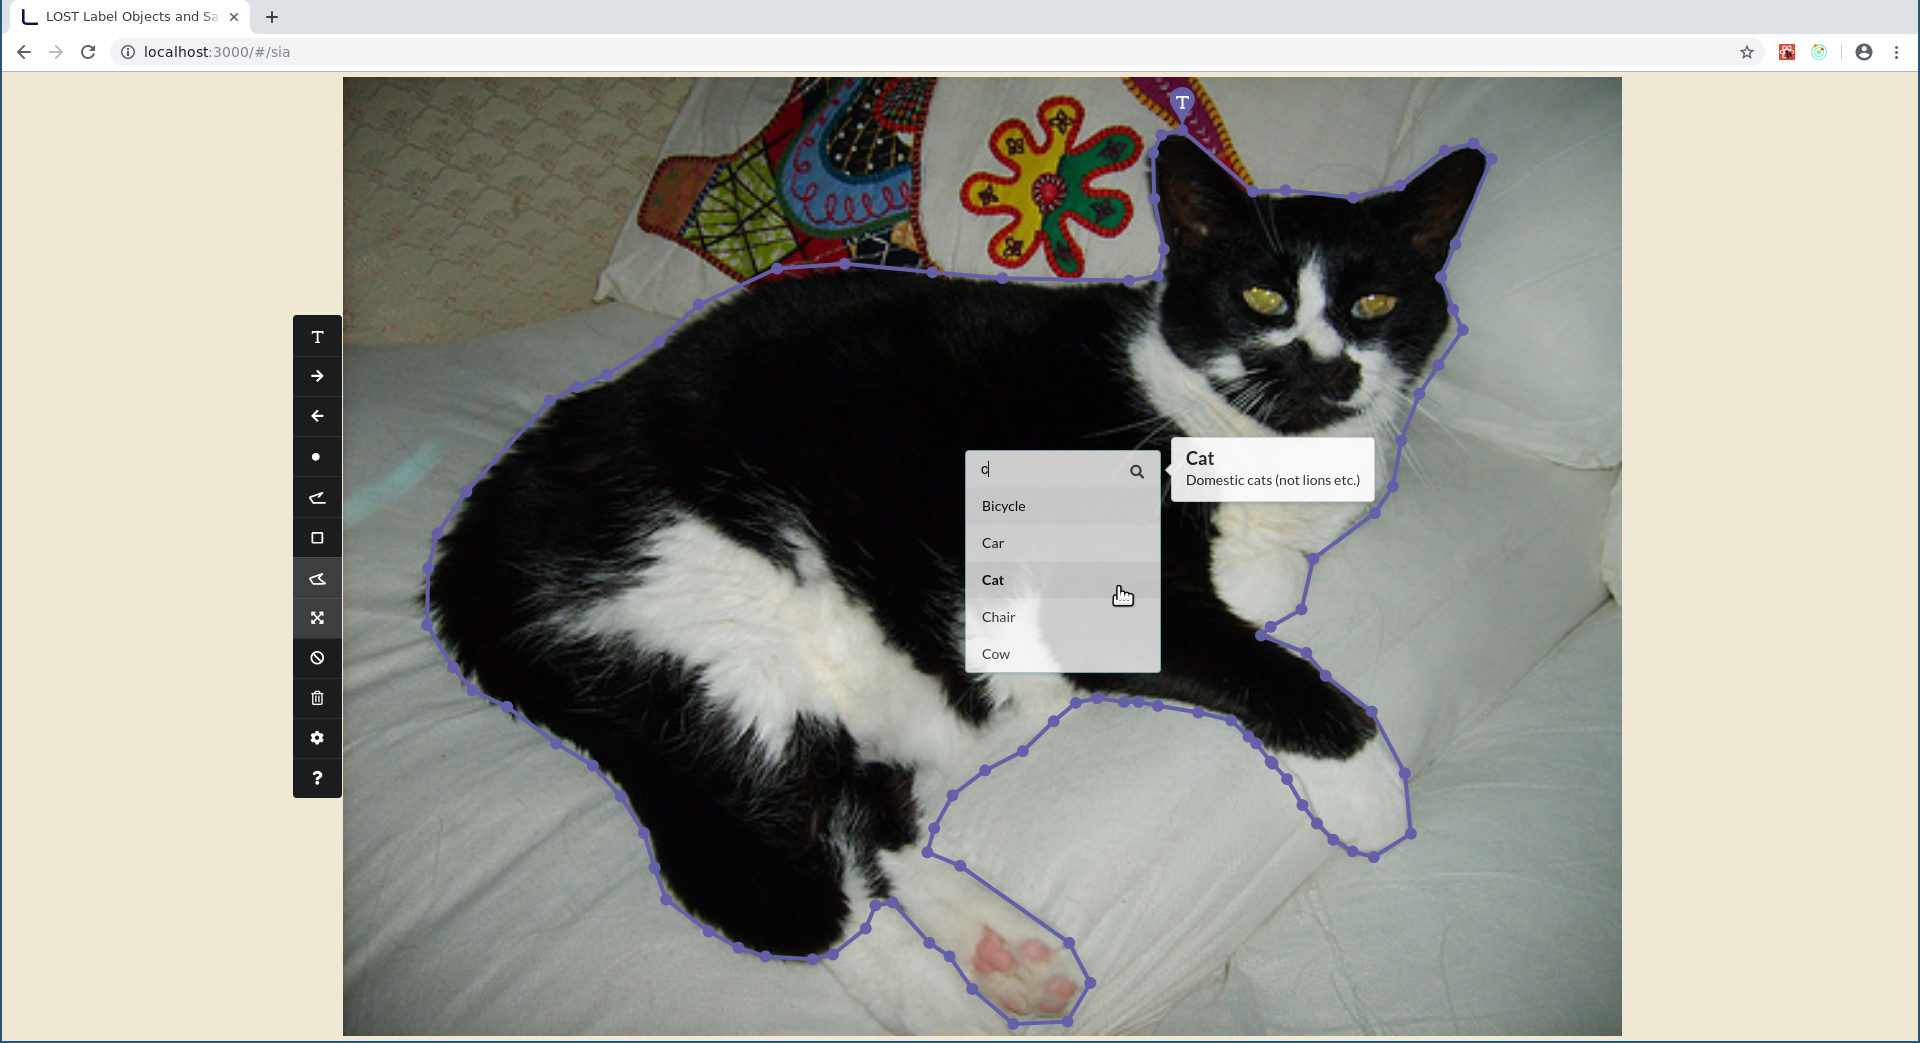 LOST Label Objects and Sa
localhost:3000/#/sia
T
T
c
Cat
Domestic cats (not lions etc.)
Bicycle
Car
Cat
Chair
Cow
?